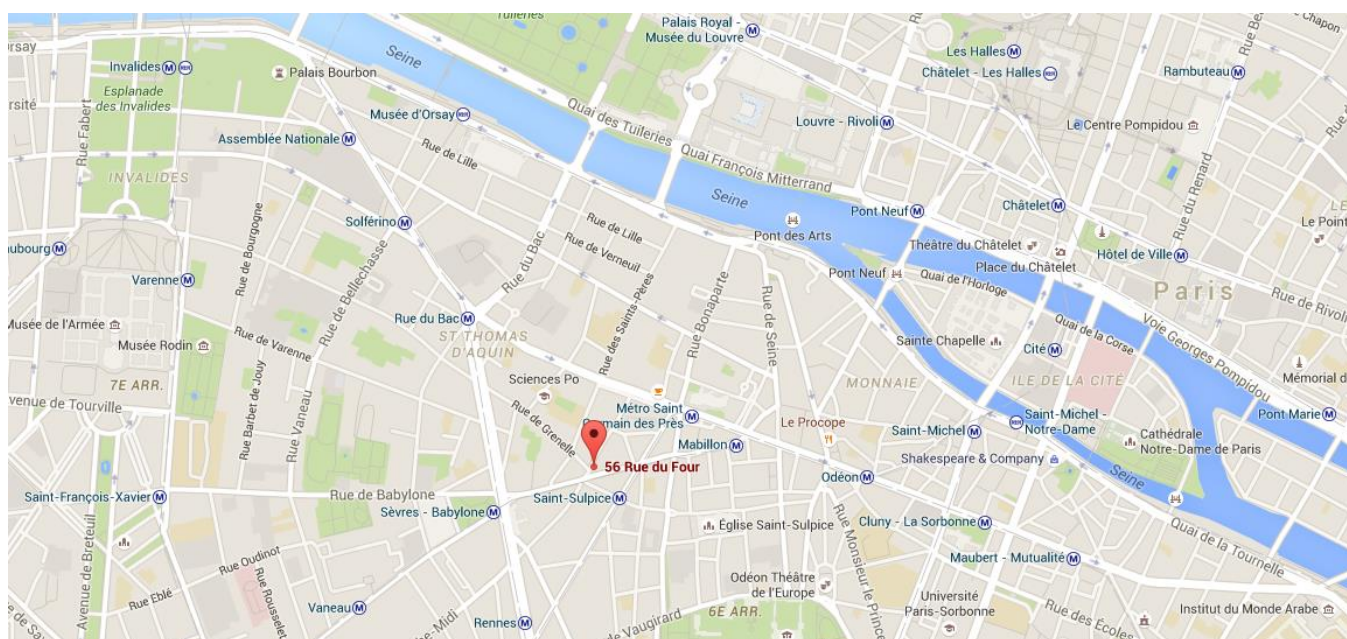 Tuileries
Palais Royal -
Musée du Louvre
Les Halles
Châtelet - Les Halles
Rambuteau
Chapon
Orsay
Invalides
Palais Bourbon
Seine
Esplanade
des Invalides
Rue Fabert
Musée d'Orsay
Assemblée Nationale
Rue de Lille
Quai des Tuileries
Quai François Mitterrand
Louvre - Rivoli
Le Centre Pompidou
Rue du Renard
INVALIDES
Rue de Bourgogne
Solférino
Rue de Bellechasse
Rue du Bac
Rue de Lille
Rue de Verneuil
Seine
Pont des Arts
Pont Neuf
Châtelet
Théâtre du Châtelet
Place du Châtelet
Hôtel de Ville
Le Point
Varenne
Pont Neuf
Quai de l'Horloge
Paris
Rue de Rivoli
Musée de l'Armée
Musée Rodin
Rue de Varenne
Rue du Bac
ST THOMAS
D'AQUIN
Rue des Saints-Pères
Rue Bonaparte
Rue de Seine
Sainte Chapelle
Cité
Quai de la Corse
Voie Georges Pompidou
7E ARR.
Avenue de Tourville
Rue Barbet de Jouy
Rue Vaneau
Sciences Po
Rue de Grenelle
Métro Saint
Germain des Près
Mabillon
MONNAIE
Le Procope
ILE DE LA CITÉ
Saint-Michel
Saint-Michel -
Notre-Dame
Cathédrale
Notre-Dame de Paris
Mémorial d
Pont Marie
Shakespeare & Company
56 Rue du Four
Saint-François-Xavier
Rue de Babylone
Sèvres - Babylone
Saint-Sulpice
Odéon
Seine
Église Saint-Sulpice
Cluny - La Sorbonne
Maubert - Mutualité
Quai de la Tournelle
Avenue de Breteuil
Rue Oudinot
Rue Eblé
Rue Rousselet
Vaneau
Rennes
Odéon Théâtre
de l'Europe
Rue Monsieur le Prince
6E ARR.
Université
Paris-Sorbonne
Rue des Écoles
Institut du Monde Arabe